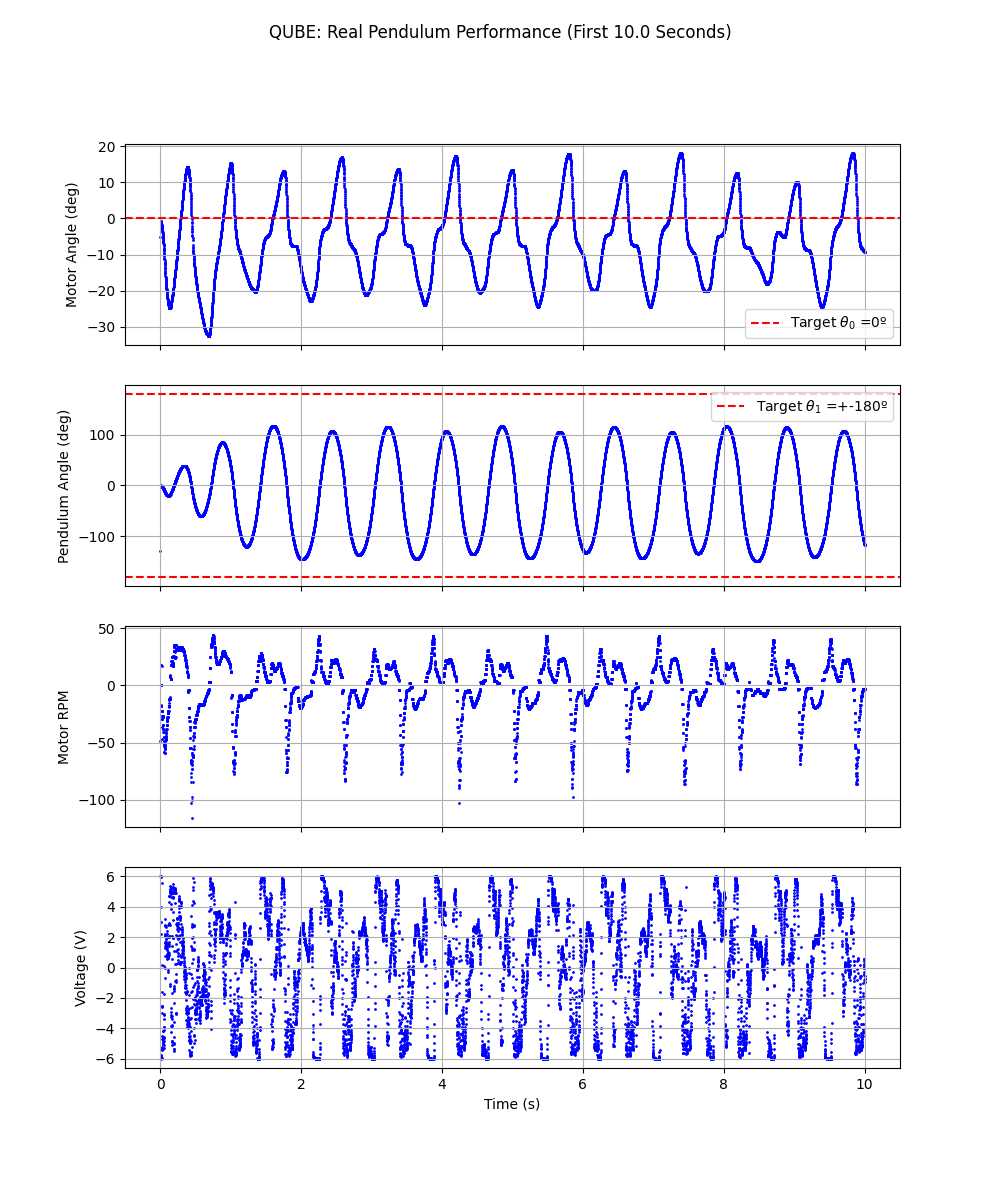 QUBE: Real Pendulum Performance (First 10.0 Seconds)
20
10
0
−10
−20
−30
Motor Angle (deg)
Target θ0 =0º
100
0
−100
Pendulum Angle (deg)
Target θ1 =+-180º
50
0
−50
−100
Motor RPM
6
4
2
0
−2
−4
−6
Voltage (V)
0 2 4 6 8 10
Time (s)